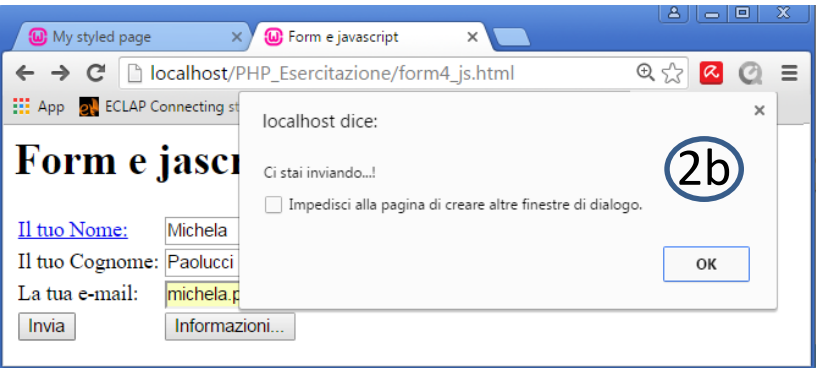 My styled page
Form e javascript
localhost/PHP_Esercitazione/form4_js.html
App ECLAP Connecting st
localhost dice:
Ci stai inviando...!
Impedisci alla pagina di creare altre finestre di dialogo.
OK
2b
Form e jascr
Il tuo Nome: Michela
Il tuo Cognome: Paolucci
La tua e-mail: michela.p
Invia Informazioni...